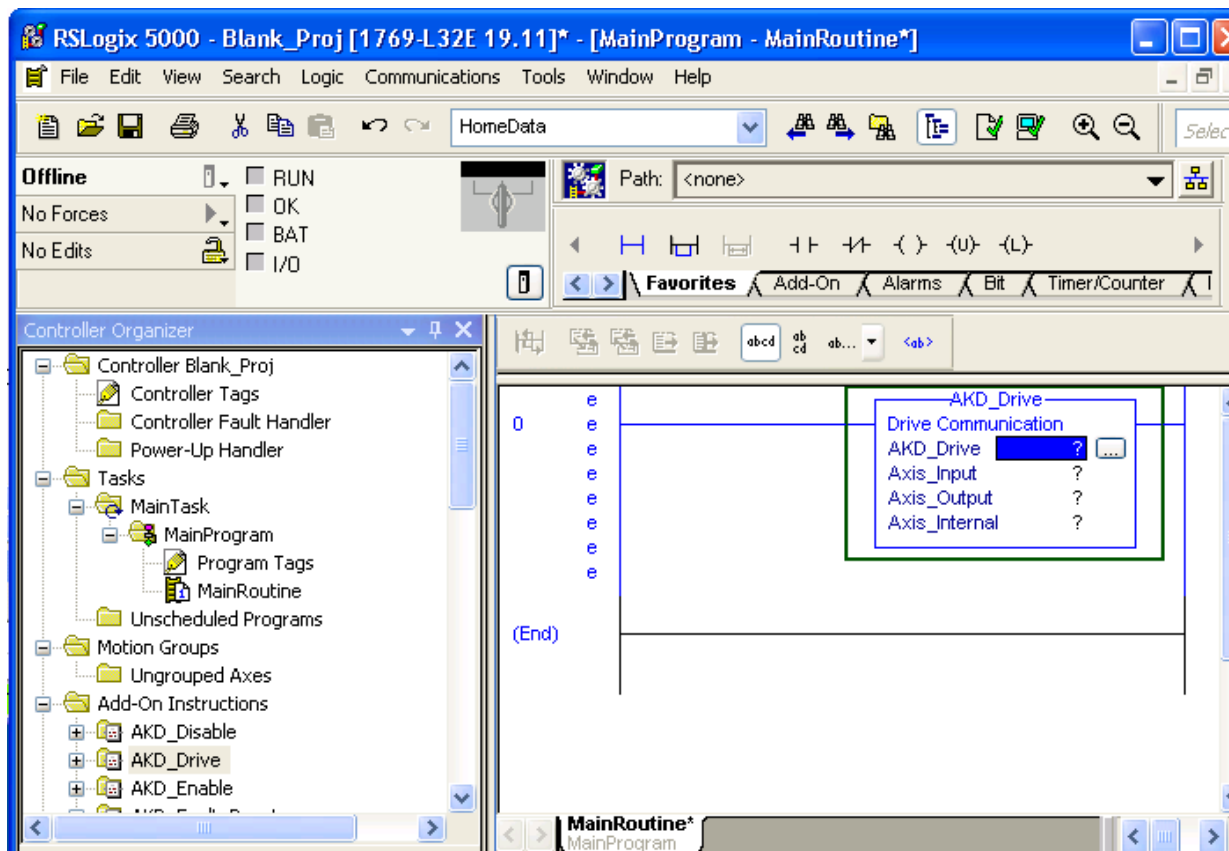 RSLogix 5000 - Blank_Proj [1769-L32E 19.11]* - [MainProgram - MainRoutine*]
File Edit View Search Logic Communications Tools Window Help
HomeData
Selec
Offline
RUN
No Forces
OK
No Edits
BAT
I/O
Path: <none>
Favorites Add-On Alarms Bit Timer/Counter
Controller Organizer
Controller Blank_Proj
Controller Tags
Controller Fault Handler
Power-Up Handler
Tasks
MainTask
MainProgram
Program Tags
MainRoutine
Unscheduled Programs
Motion Groups
Ungrouped Axes
Add-On Instructions
AKD_Disable
AKD_Drive
AKD_Enable
abcd
ab cd
ab...
<ab>
e
0 e
e
e
e
e
e
e
AKD_Drive
Drive Communication
AKD_Drive ? ...
Axis_Input ?
Axis_Output ?
Axis_Internal ?
(End)
MainRoutine*
MainProgram